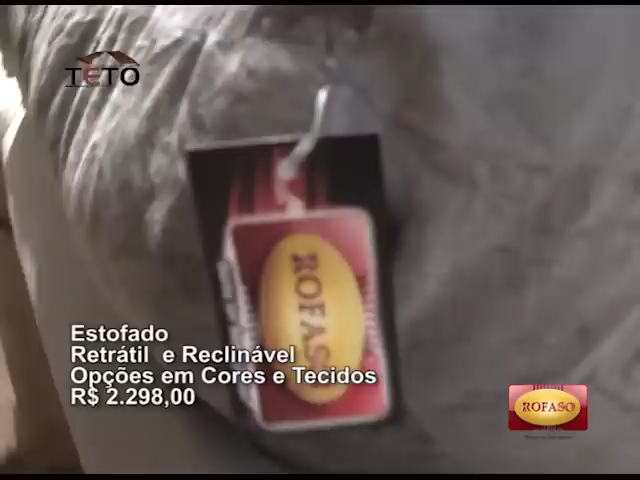 TETO
ROFASO
Estofado
Retrátil e Reclinável
Opções em Cores e Tecidos
R$ 2.298,00
ROFASO